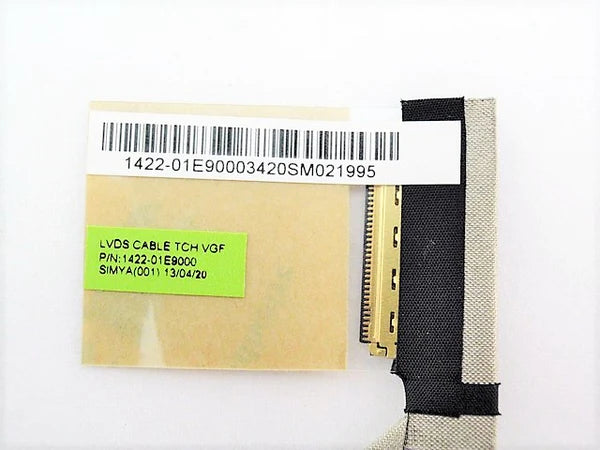 1422-01E90003420SM021995
LVDS CABLE TCH VGF
P/N:1422-01E9000
SIMYA(001) 13/04/20